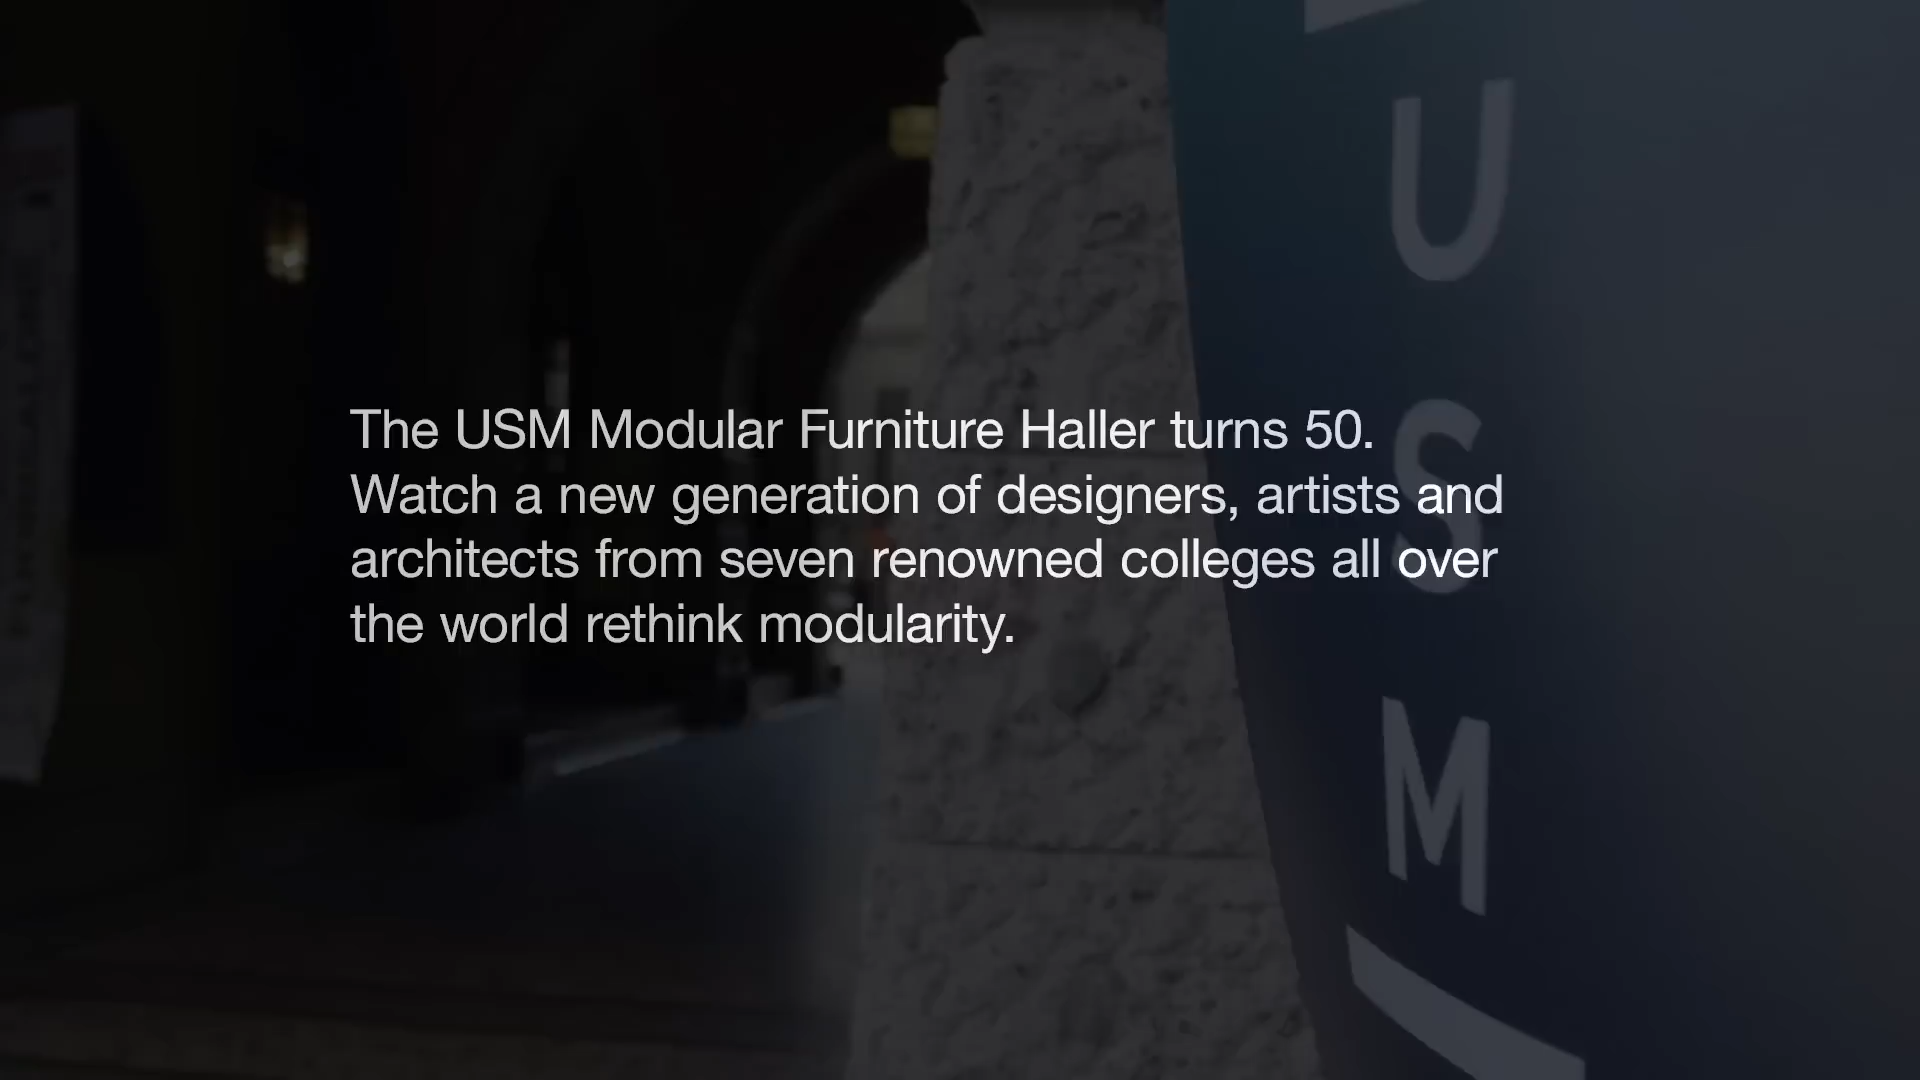 The USM Modular Furniture Haller turns 50.
Watch a new generation of designers, artists and
architects from seven renowned colleges all over
the world rethink modularity.
U
S
M